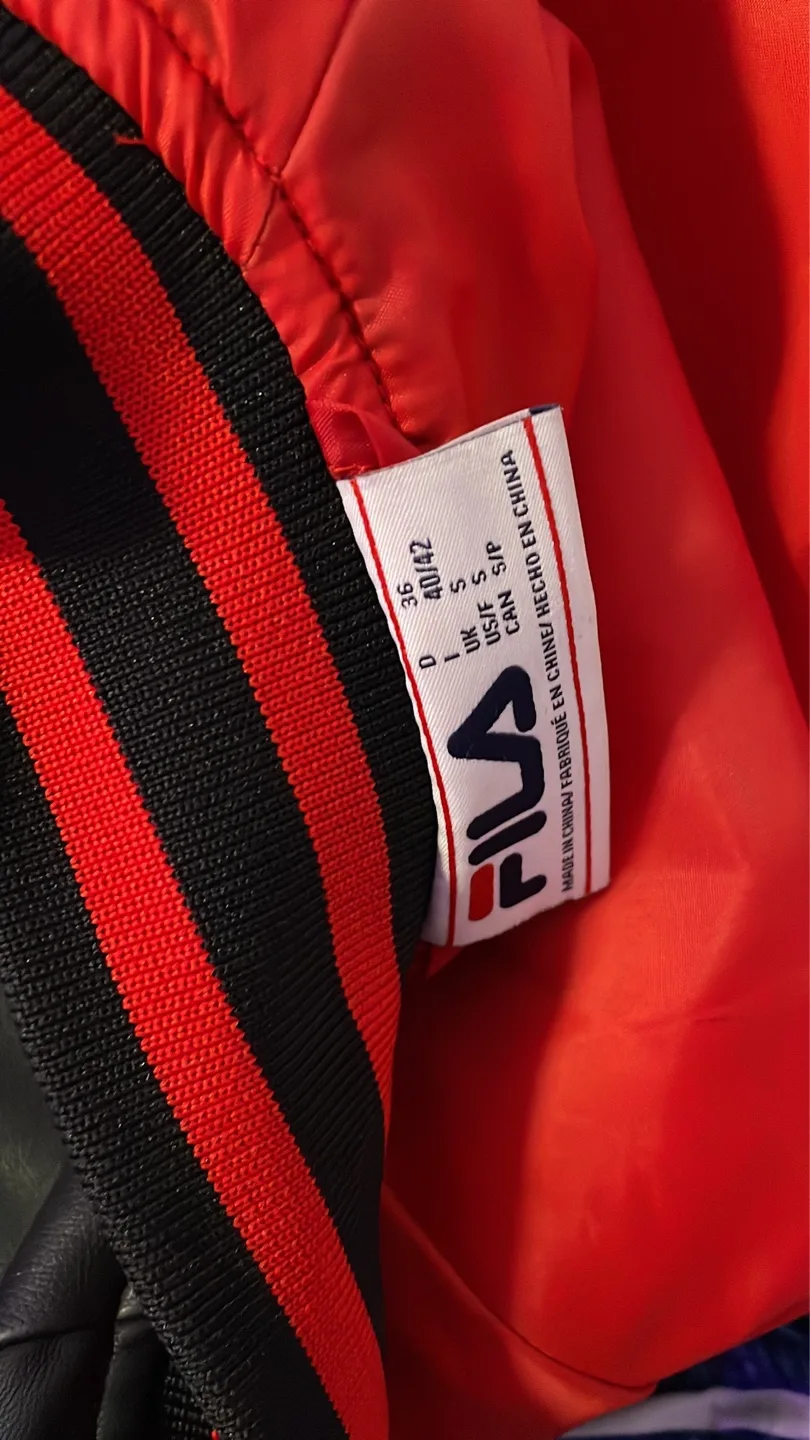 FILA
D 36
I 40/42
UK S
US/F S
CAN S/P
MADE IN CHINA/ FABRIQUÉ EN CHINE/ HECHO EN CHINA